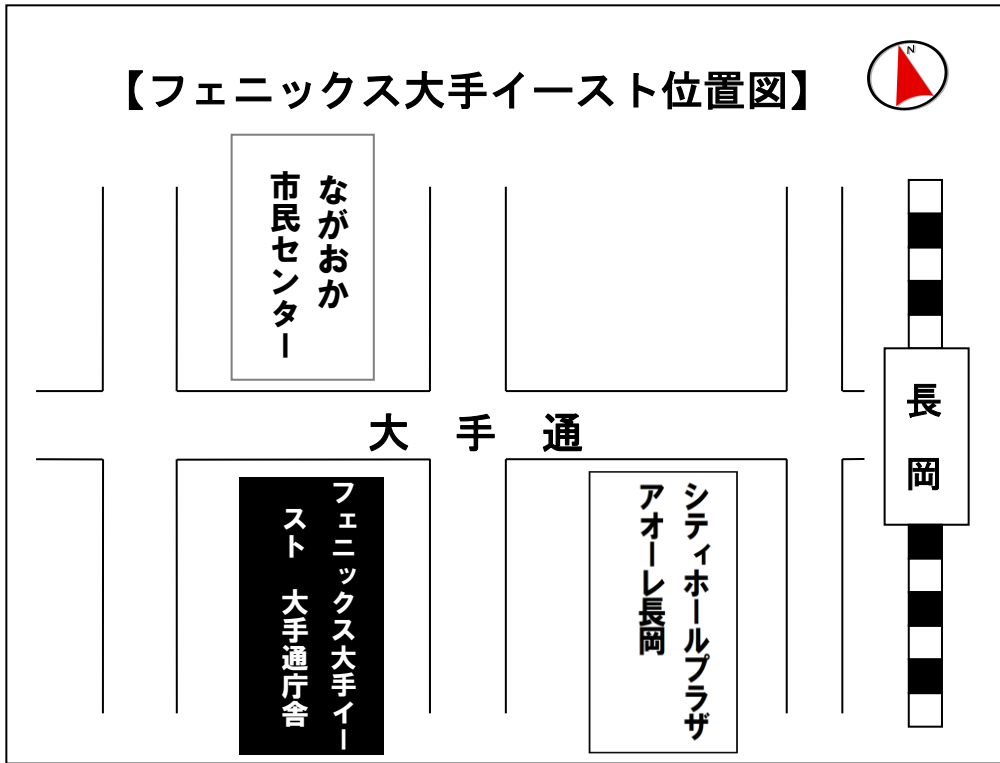 【フェニックス大手イースト位置図】
N
ながおか
市民センター
大手通
長岡
フェニックス大手イー
スト 大手通庁舎
シティホールプラザ
アオーレ長岡